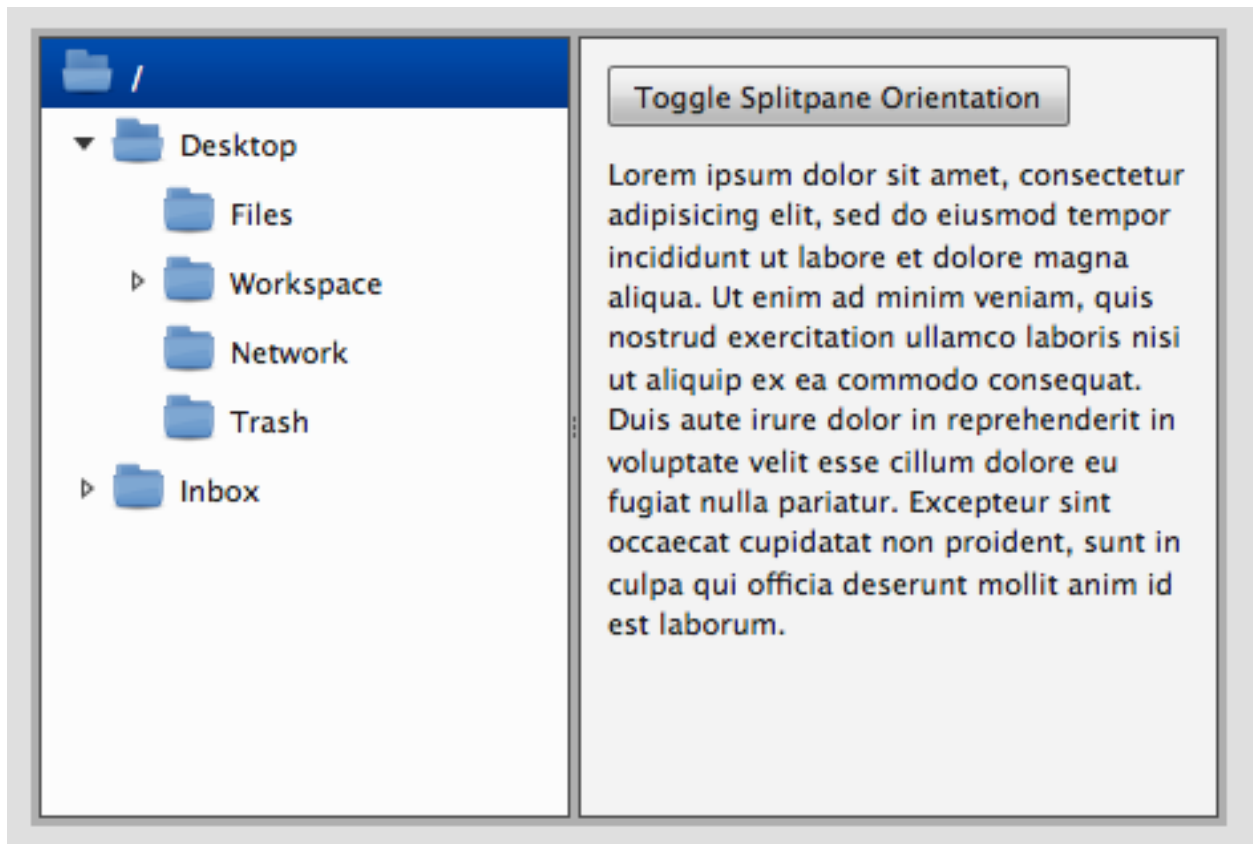 /
Desktop
Files
Workspace
Network
Trash
Inbox
Toggle Splitpane Orientation
Lorem ipsum dolor sit amet, consectetur
adipisicing elit, sed do eiusmod tempor
incididunt ut labore et dolore magna
aliqua. Ut enim ad minim veniam, quis
nostrud exercitation ullamco laboris nisi
ut aliquip ex ea commodo consequat.
Duis aute irure dolor in reprehenderit in
voluptate velit esse cillum dolore eu
fugiat nulla pariatur. Excepteur sint
occaecat cupidatat non proident, sunt in
culpa qui officia deserunt mollit anim id
est laborum.